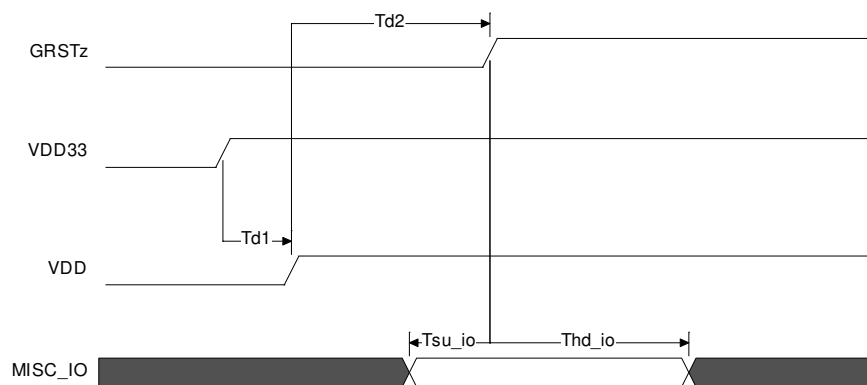 Td2
GRSTz
VDD33
Td1
VDD
Tsu_io Thd_io
MISC_IO